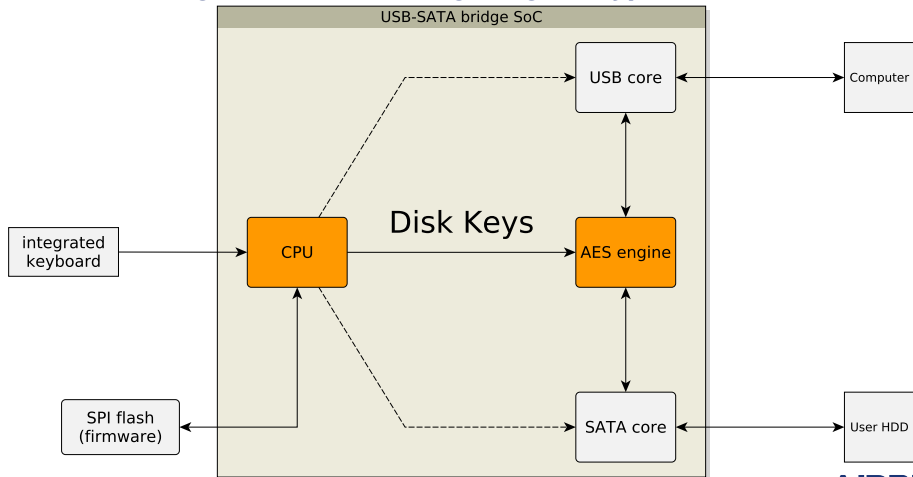 USB-SATA bridge SoC
USB core
Computer
Disk Keys
integrated
keyboard
CPU
AES engine
SPI flash
(firmware)
SATA core
User HDD